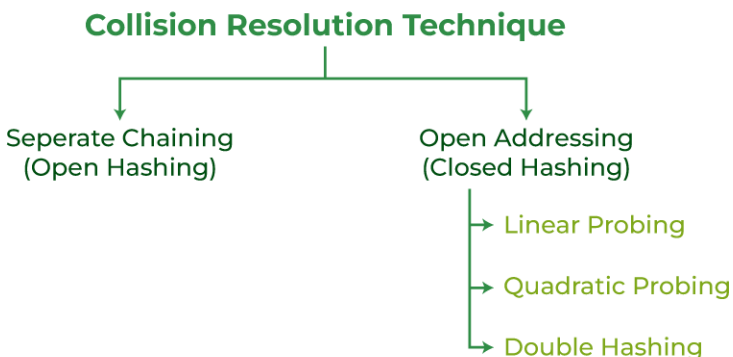 Collision Resolution Technique
Seperate Chaining
(Open Hashing)
Open Addressing
(Closed Hashing)
Linear Probing
Quadratic Probing
Double Hashing